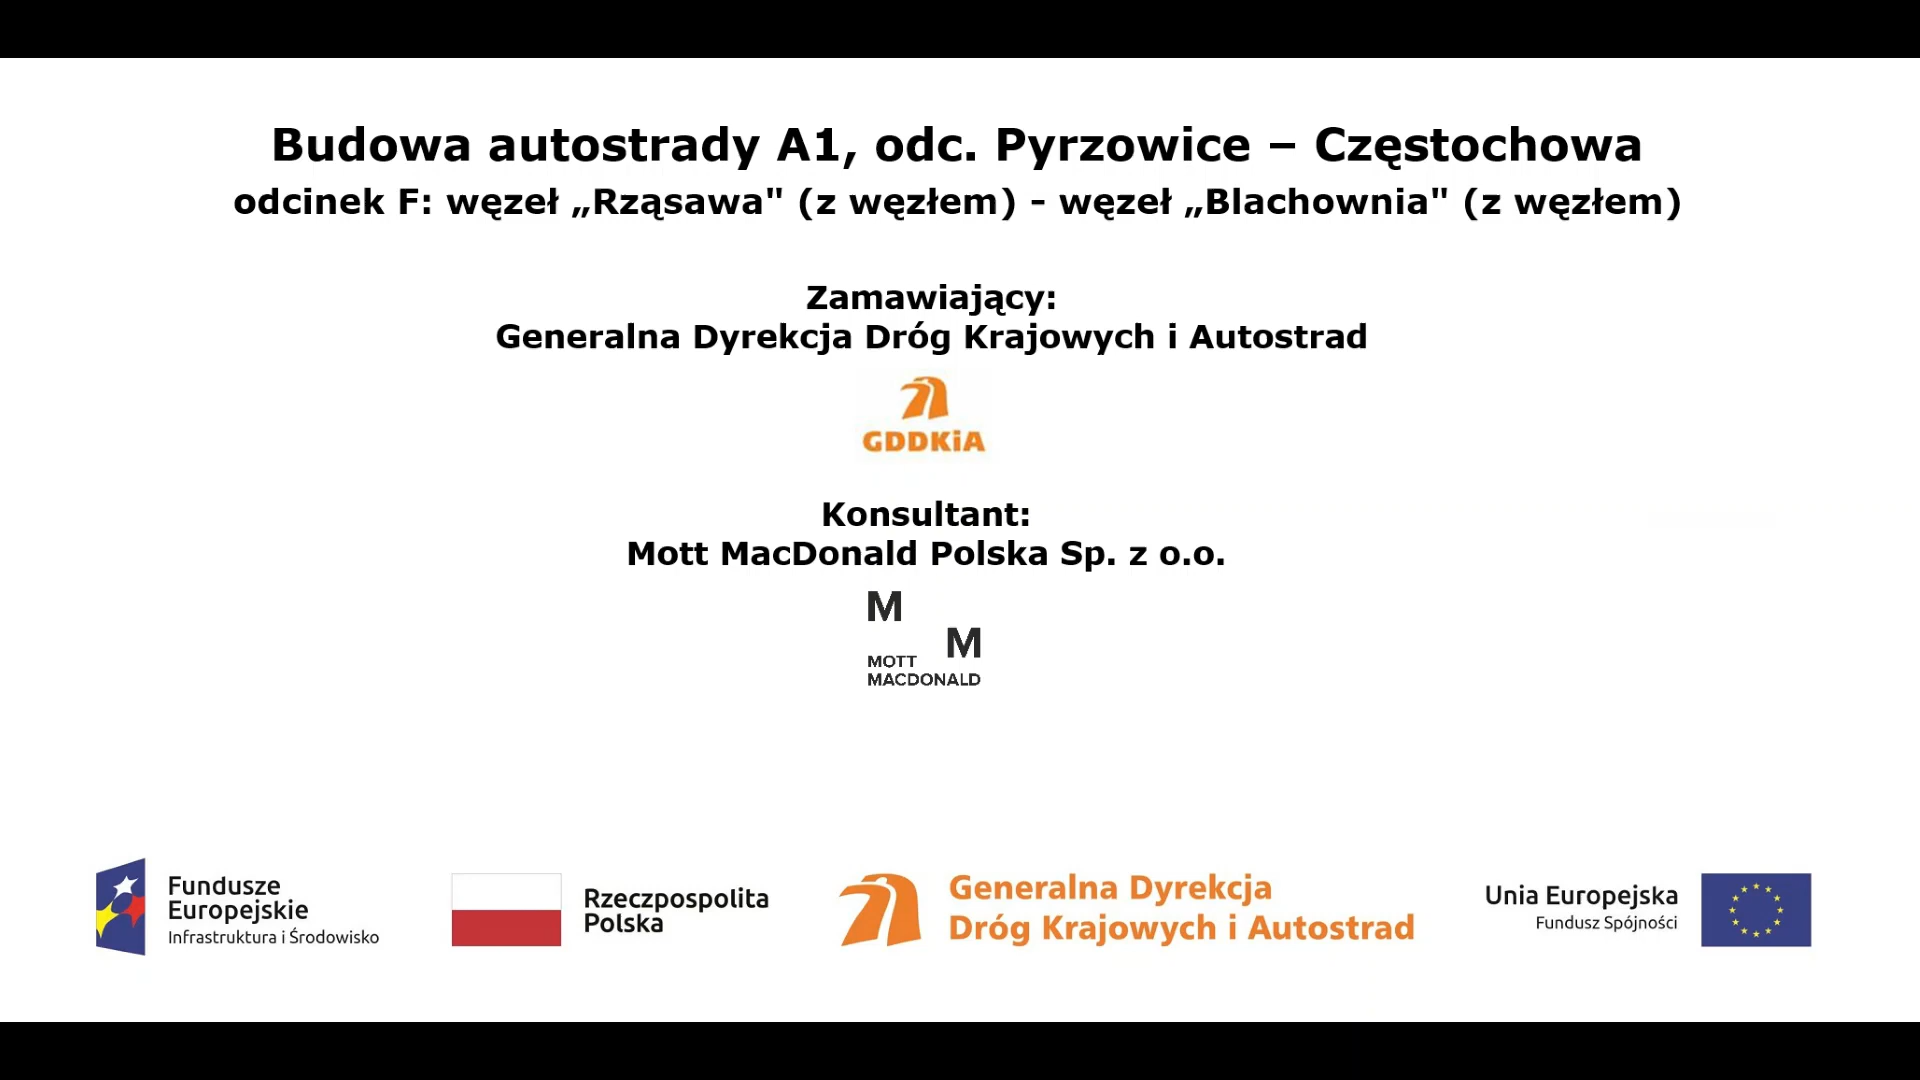 Budowa autostrady A1, odc. Pyrzowice – Częstochowa
odcinek F: węzeł „Rząsawa" (z węzłem) - węzeł „Blachownia" (z węzłem)
Zamawiający:
Generalna Dyrekcja Dróg Krajowych i Autostrad
GDDKiA
Konsultant:
Mott MacDonald Polska Sp. z o.o.
M
M
MOTT
MACDONALD
Fundusze
Europejskie
Infrastruktura i Środowisko
Rzeczpospolita
Polska
Generalna Dyrekcja
Dróg Krajowych i Autostrad
Unia Europejska
Fundusz Spójności